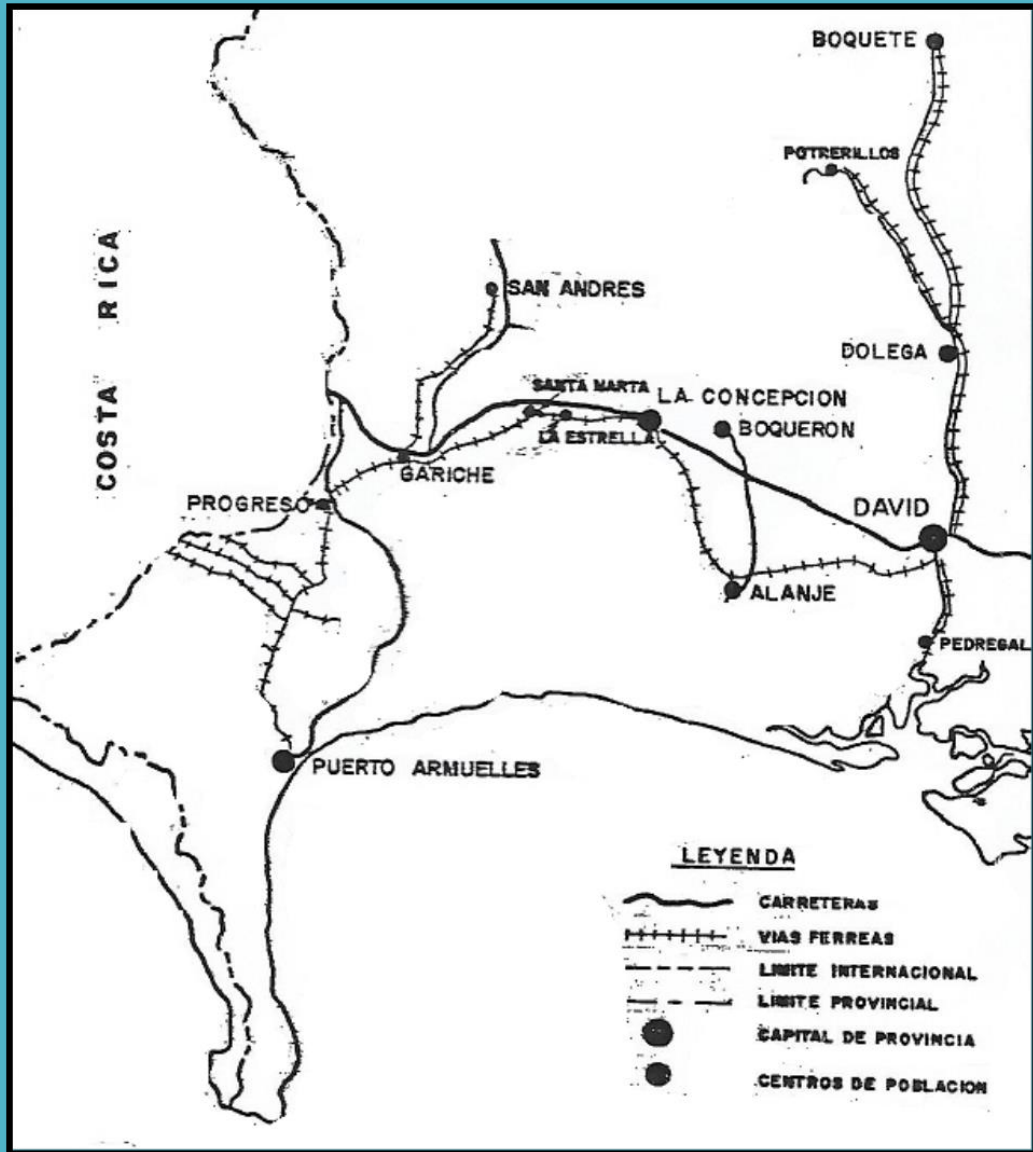 BOQUETE
POTRERILLOS
COSTA RICA
SAN ANDRES
DOLEGA
SANTA MARTA
LA CONCEPCION
LA ESTRELLA
BOQUERON
GARICHE
PROGRESO
DAVID
ALANJE
PEDREGAL
PUERTO ARMUELLES
LEYENDA
CARRETERAS
VIAS FERREAS
LIMITE INTERNACIONAL
LIMITE PROVINCIAL
CAPITAL DE PROVINCIA
CENTROS DE POBLACION